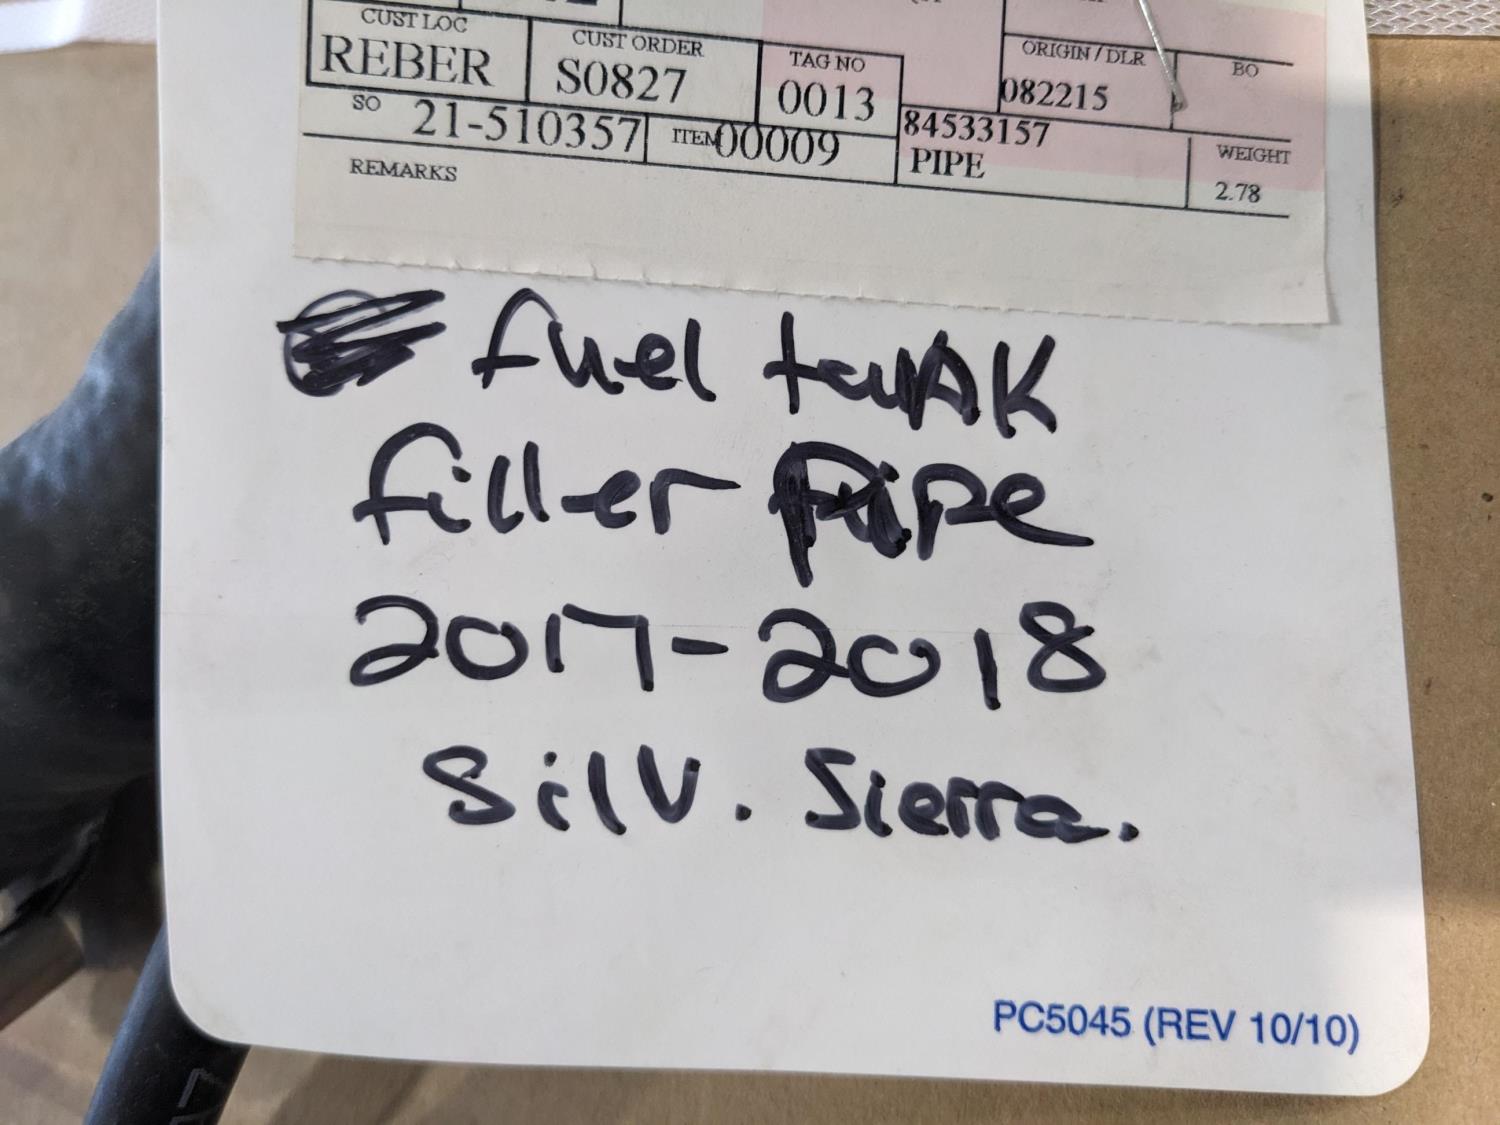 CUST LOC CUST ORDER TAG NO ORIGIN / DLR BO
REBER S0827 0013 082215
SO 21-510357 ITEM 00009 84533157 WEIGHT
PIPE 2.78
REMARKS
fuel tank
filler pipe
2017-2018
Silv. Sierra.
PC5045 (REV 10/10)